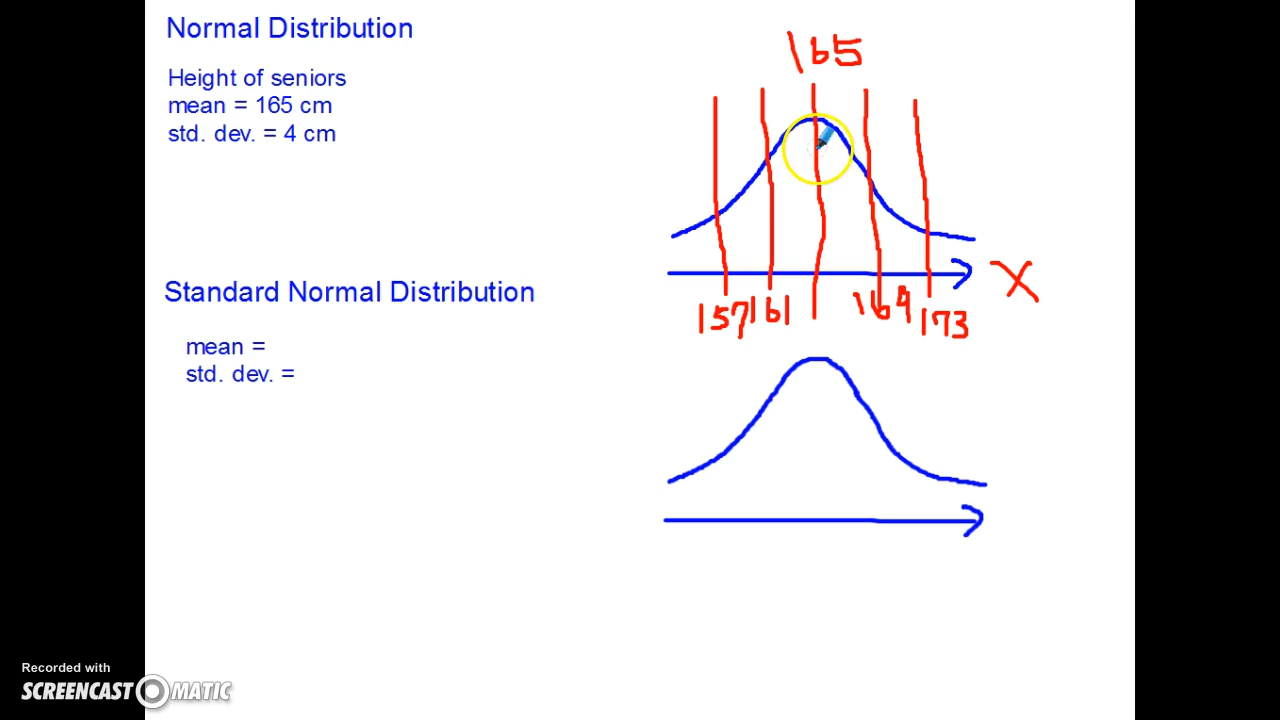 Normal Distribution
Height of seniors
mean = 165 cm
std. dev. = 4 cm
165
X
157 161 169 173
Standard Normal Distribution
mean =
std. dev. =
Recorded with
SCREENCAST MATIC